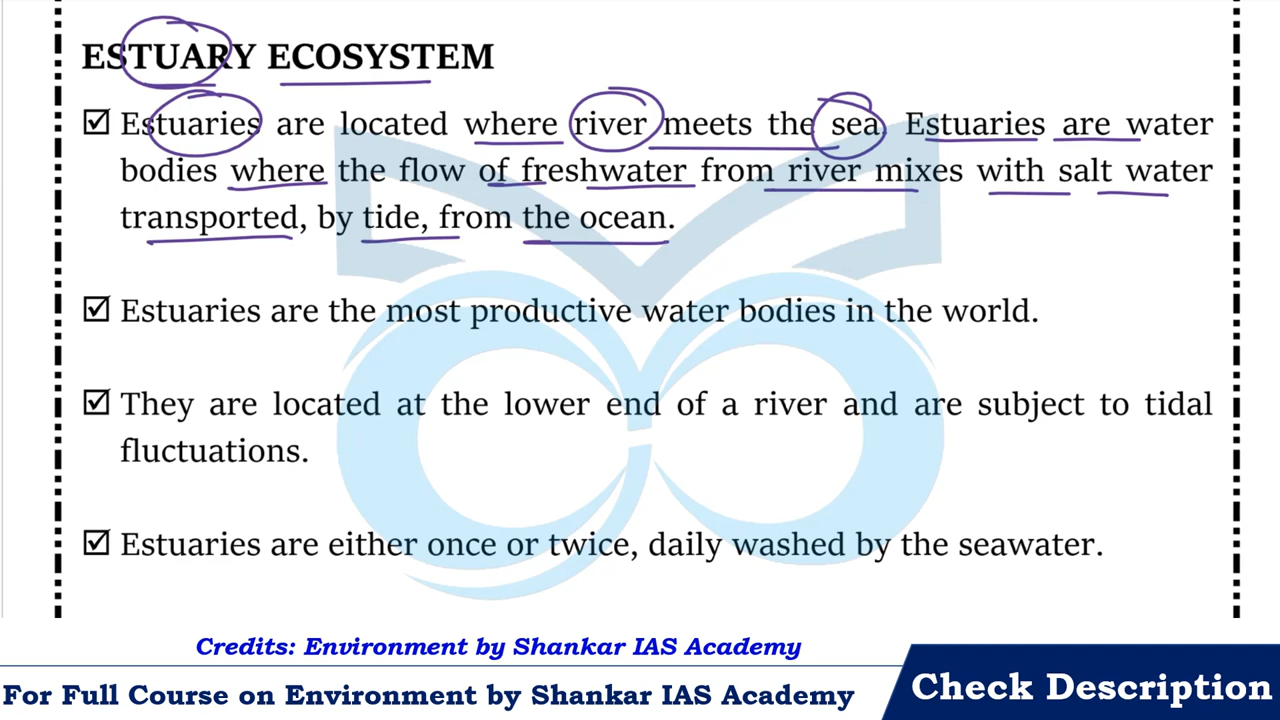 ESTUARY ECOSYSTEM
☑ Estuaries are located where river meets the sea. Estuaries are water
bodies where the flow of freshwater from river mixes with salt water
transported, by tide, from the ocean.
☑ Estuaries are the most productive water bodies in the world.
☑ They are located at the lower end of a river and are subject to tidal
fluctuations.
☑ Estuaries are either once or twice, daily washed by the seawater.
Credits: Environment by Shankar IAS Academy
For Full Course on Environment by Shankar IAS Academy
Check Description